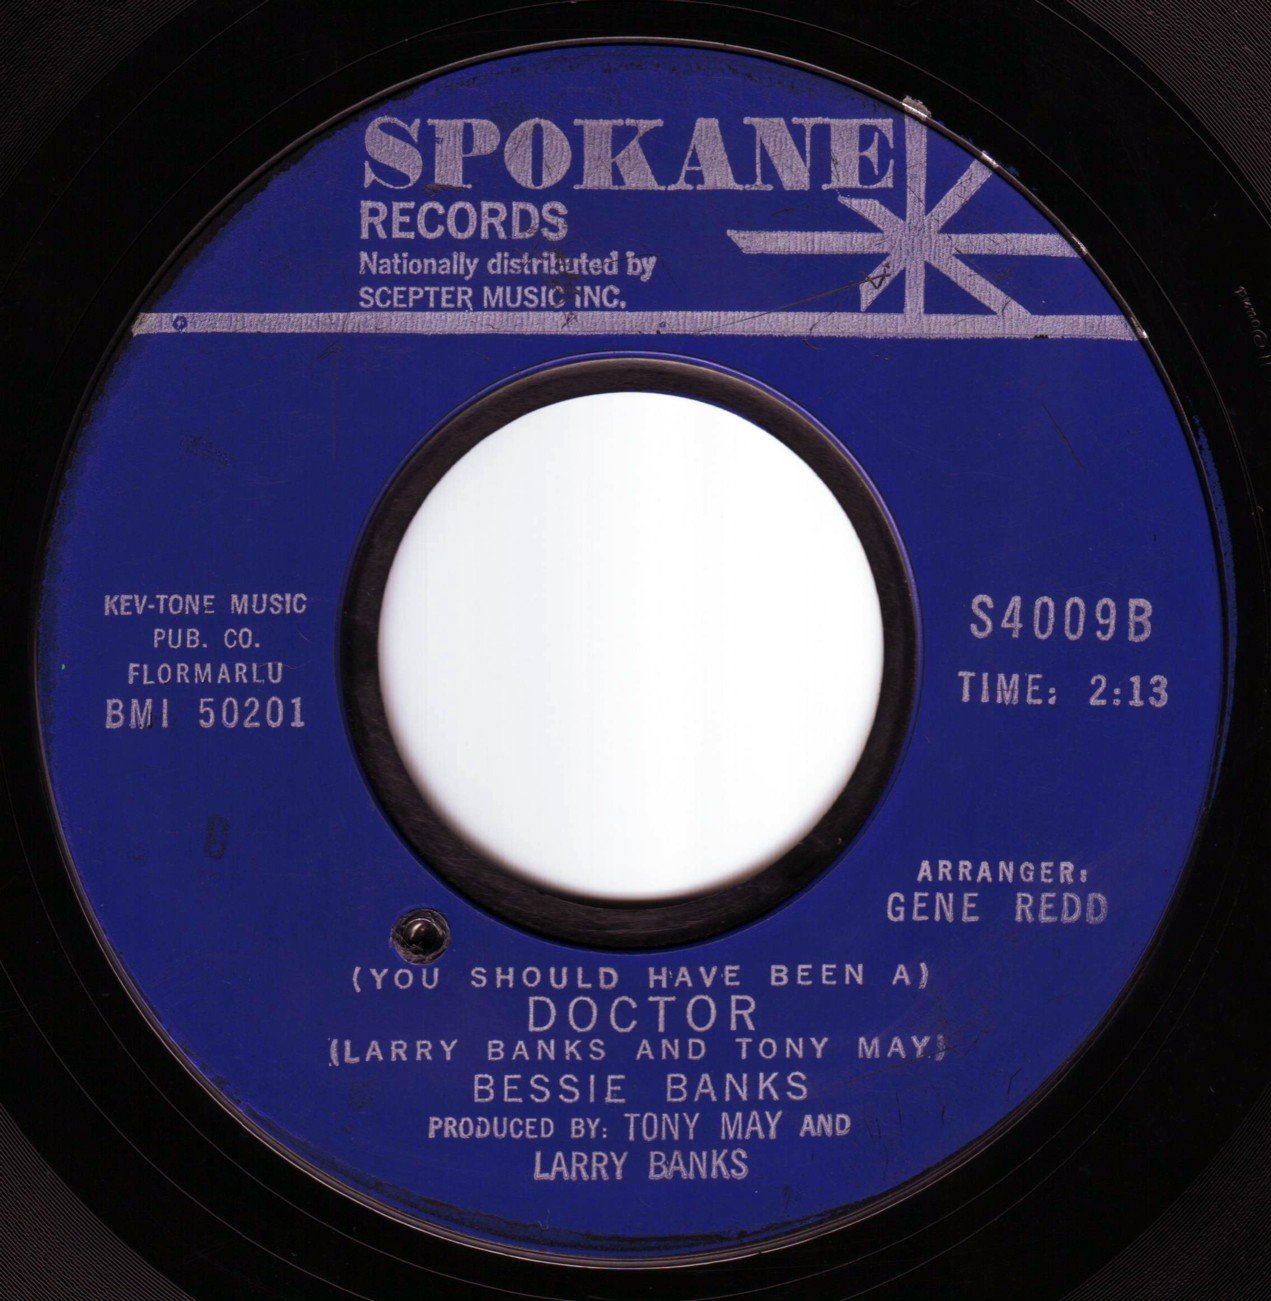 SPOKANE
RECORDS
Nationally distributed by
SCEPTER MUSIC INC.
KEV-TONE MUSIC
PUB. CO.
FLORMARLU
BMI 50201
S4009B
TIME: 2:13
ARRANGER:
GENE REDD
(YOU SHOULD HAVE BEEN A)
DOCTOR
(LARRY BANKS AND TONY MAY)
BESSIE BANKS
PRODUCED BY: TONY MAY AND
LARRY BANKS